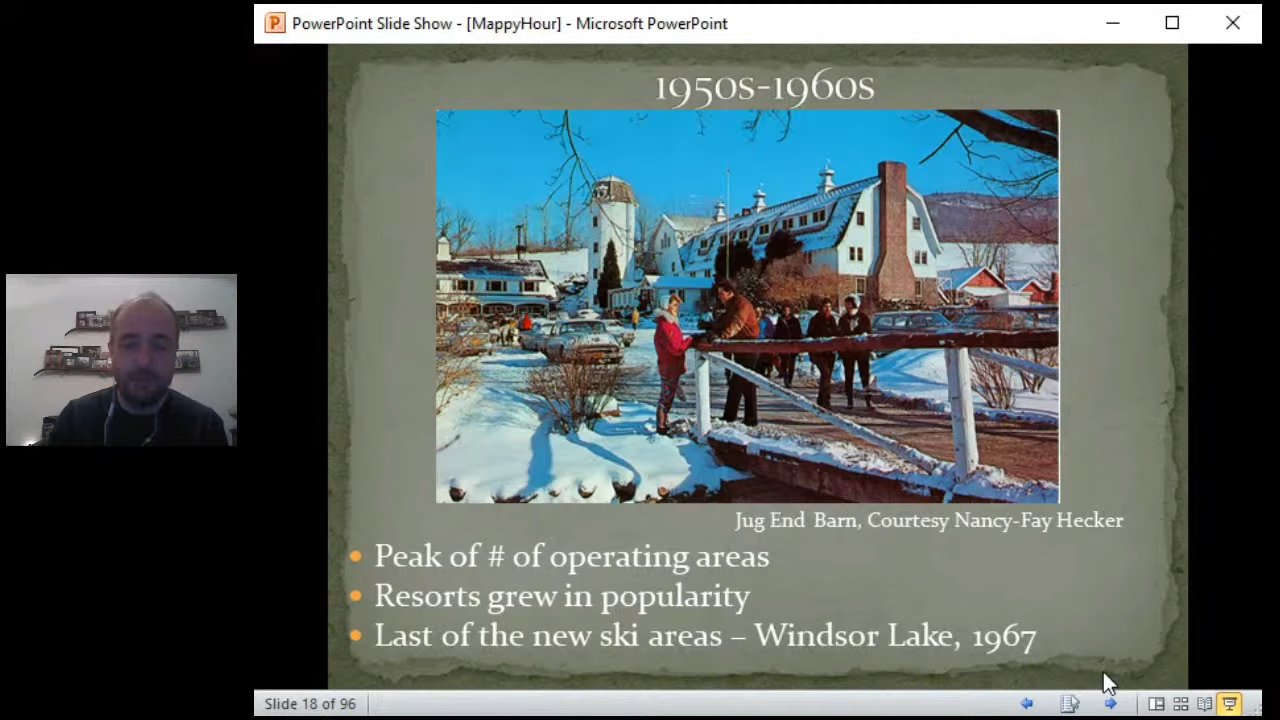 PowerPoint Slide Show - [MappyHour] - Microsoft PowerPoint
1950s-1960s
Jug End Barn, Courtesy Nancy-Fay Hecker
Peak of # of operating areas
Resorts grew in popularity
Last of the new ski areas – Windsor Lake, 1967
Slide 18 of 96